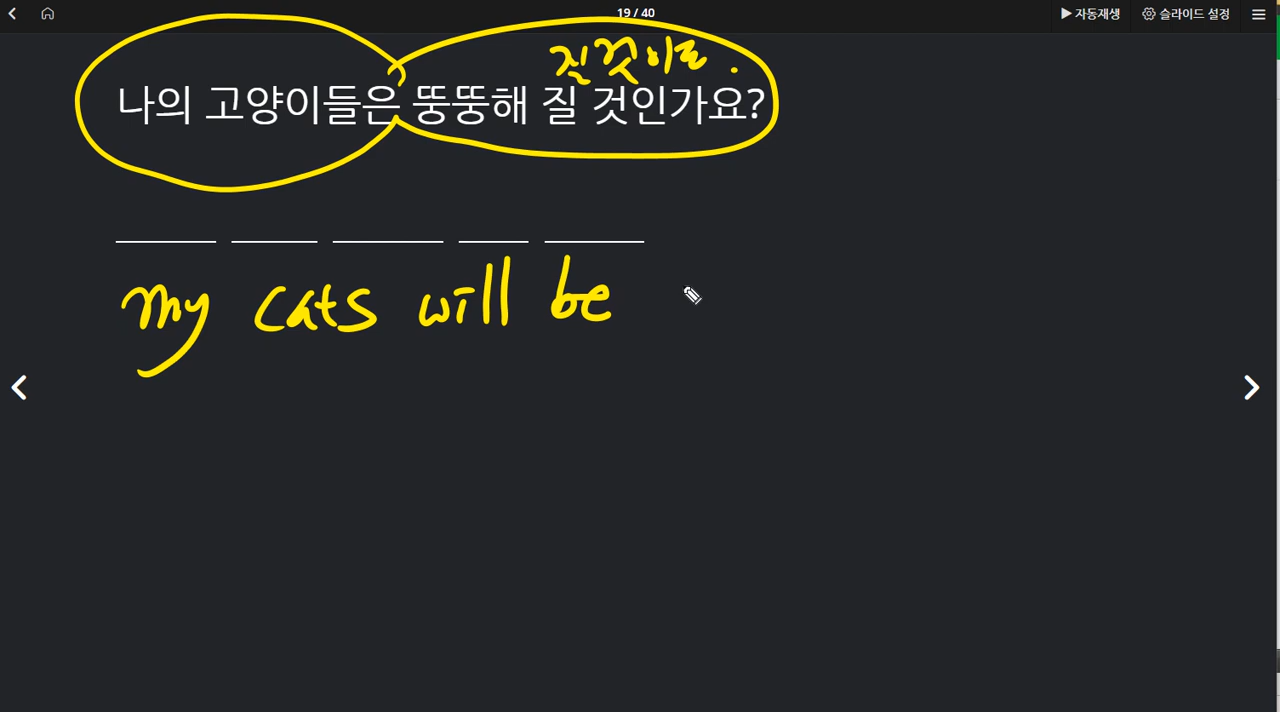 19 / 40
▶ 자동재생
슬라이드 설정
질것이다.
나의 고양이들은 뚱뚱해 질 것인가요?
my cats will be